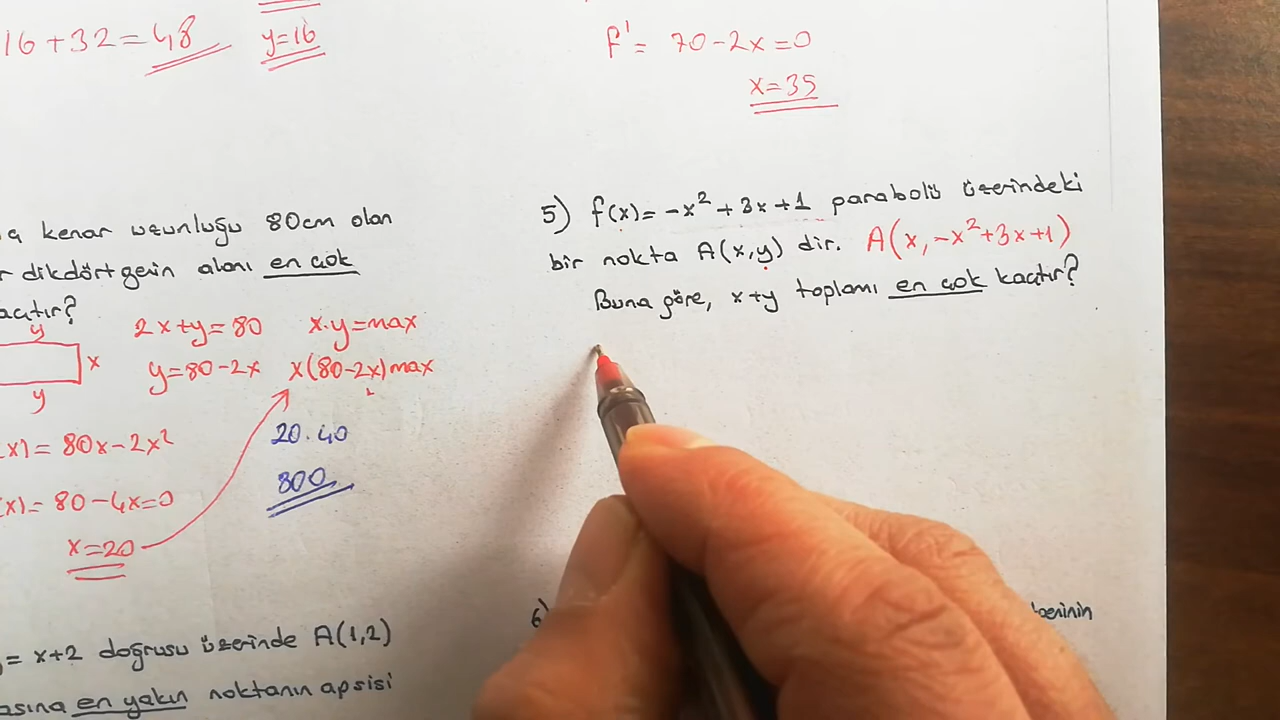 16+32=48
y=16
f'= 70-2x=0
x=35
kenar uzunluğu 80cm olan
dikdörtgenin alanı en çok
y
x
y
2x+y=80 x.y=max
y=80-2x x(80-2x)max
x)= 80x-2x²
x)= 80-4x=0
x=20
20.40
800
= x+2 doğrusu üzerinde A(1,2)
en yakın noktanın apsisi
5) f(x)= -x²+3x+1 parabolü üzerindeki
bir nokta A(x,y) dir. A(x,-x²+3x+1)
Buna göre, x+y toplamı en çok kaçtır?
6)